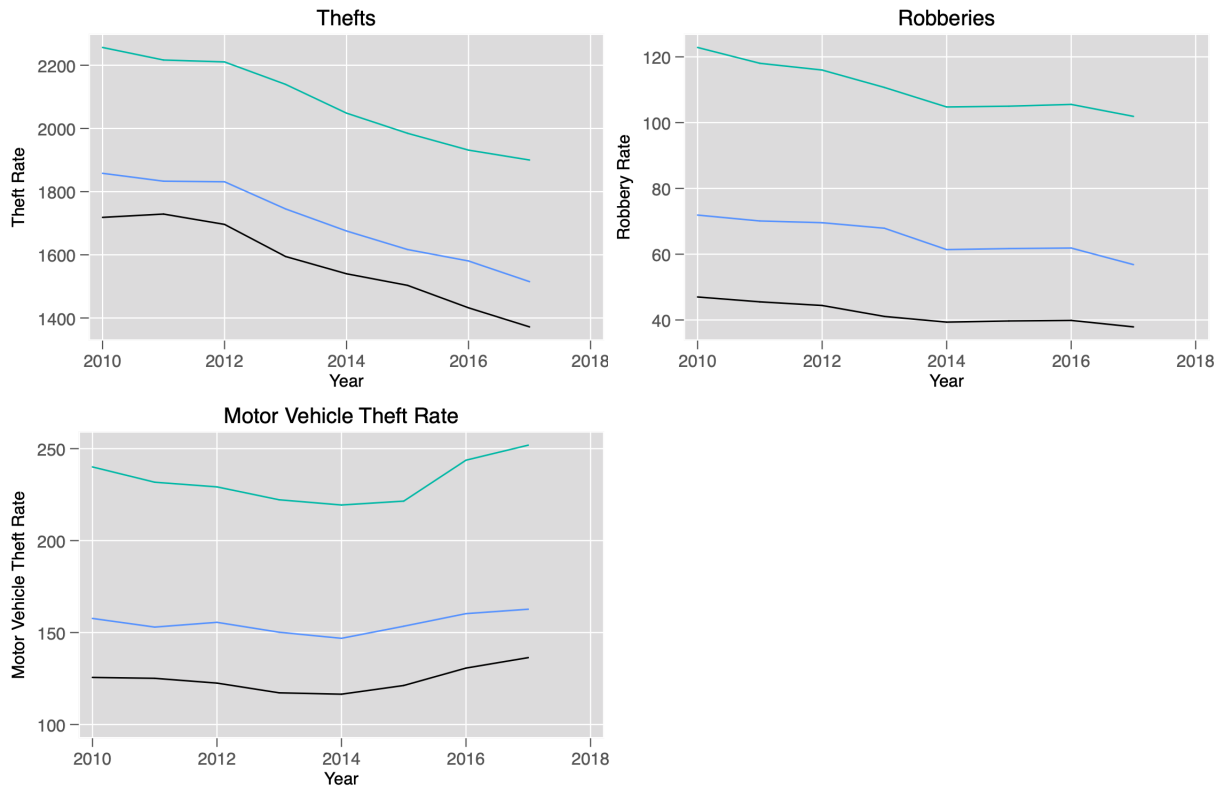 Thefts
Theft Rate
2200
2000
1800
1600
1400
2010 2012 2014 2016 2018
Year
Robberies
Robbery Rate
120
100
80
60
40
2010 2012 2014 2016 2018
Year
Motor Vehicle Theft Rate
Motor Vehicle Theft Rate
250
200
150
100
2010 2012 2014 2016 2018
Year